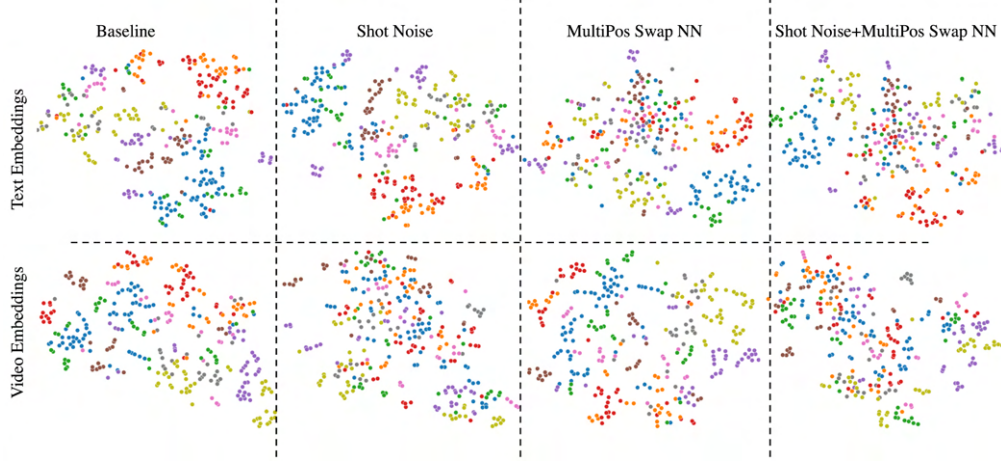 Baseline
Shot Noise
MultiPos Swap NN
Shot Noise+MultiPos Swap NN
Text Embeddings
Video Embeddings